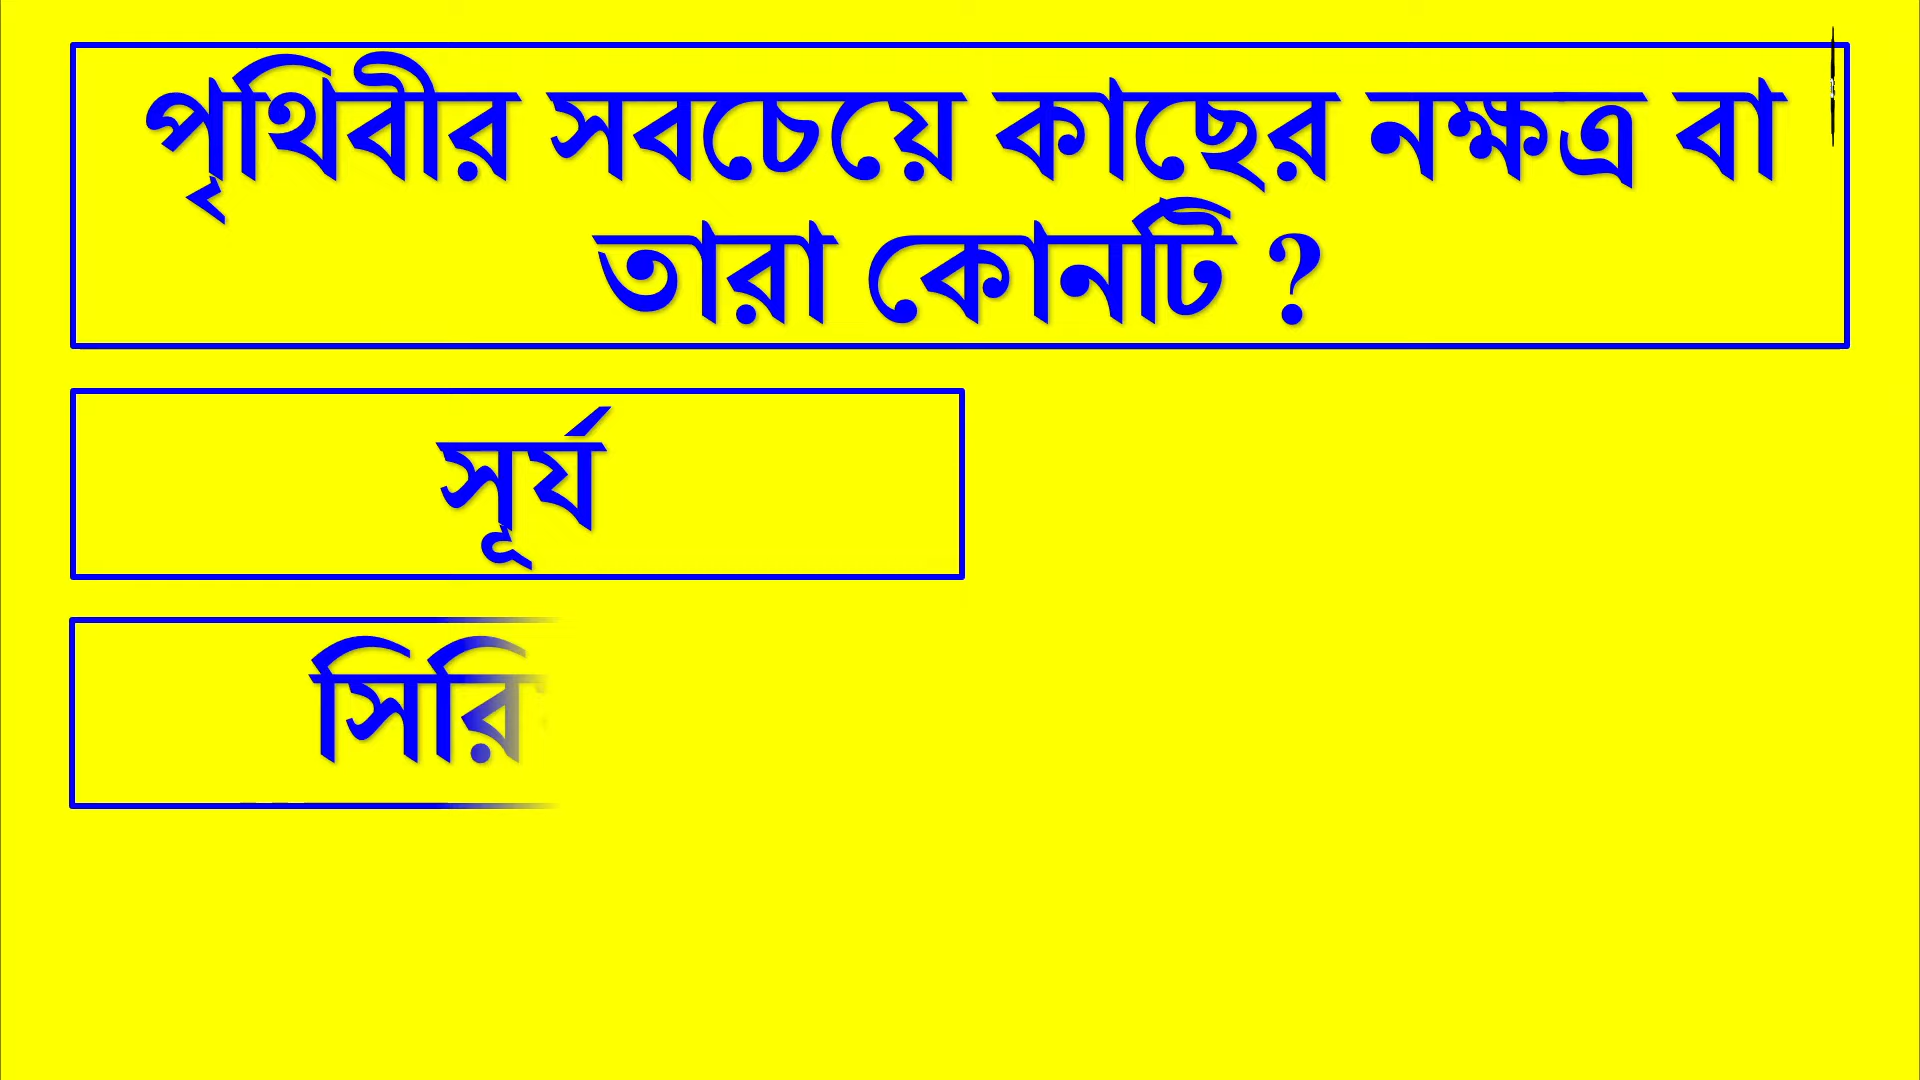 পৃথিবীর সবচেয়ে কাছের নক্ষত্র বা
তারা কোনটি ?
সূর্য
সিরি